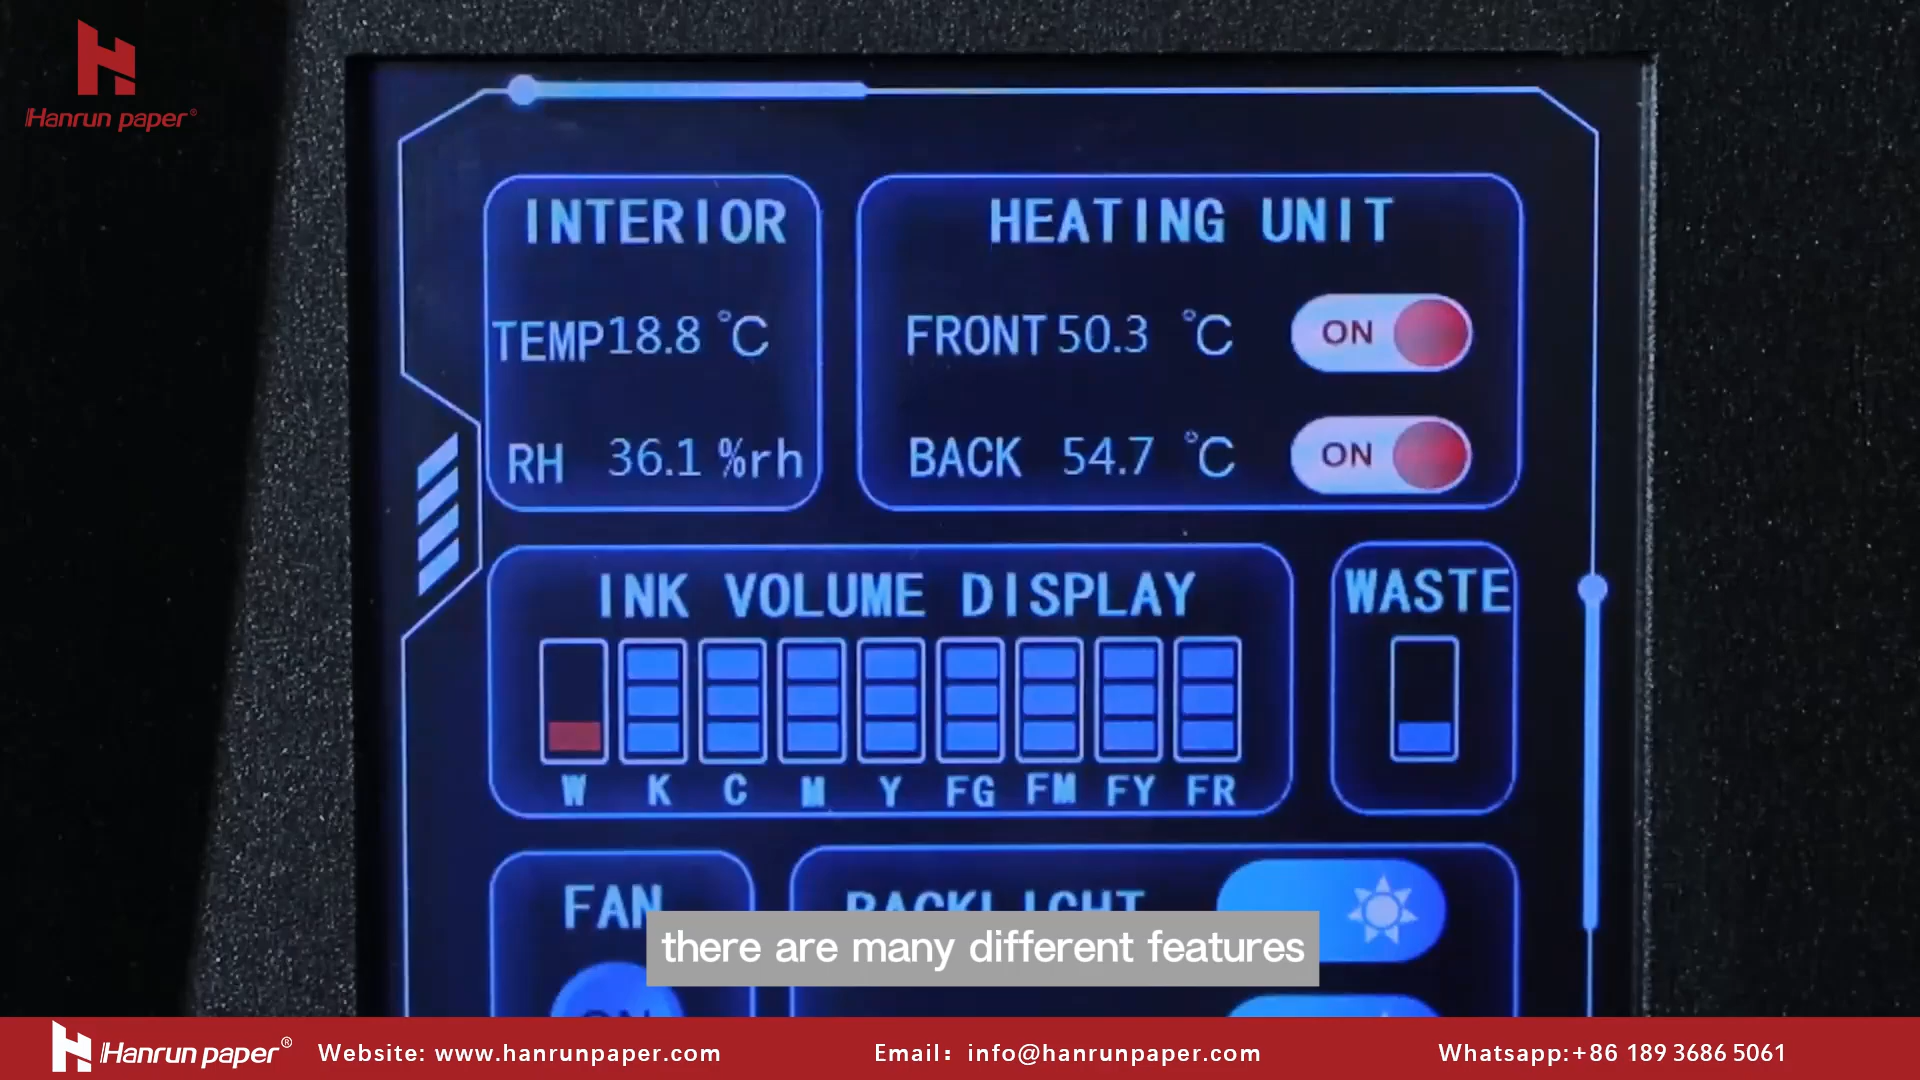 Hanrun paper®
INTERIOR
TEMP 18.8 °C
RH 36.1 %rh
HEATING UNIT
FRONT 50.3 °C ON
BACK 54.7 °C ON
INK VOLUME DISPLAY
W K C M Y FG FM FY FR
WASTE
FAN
BACKLIGHT
ON
there are many different features
Hanrun paper® Website: www.hanrunpaper.com Email: info@hanrunpaper.com Whatsapp:+86 189 3686 5061